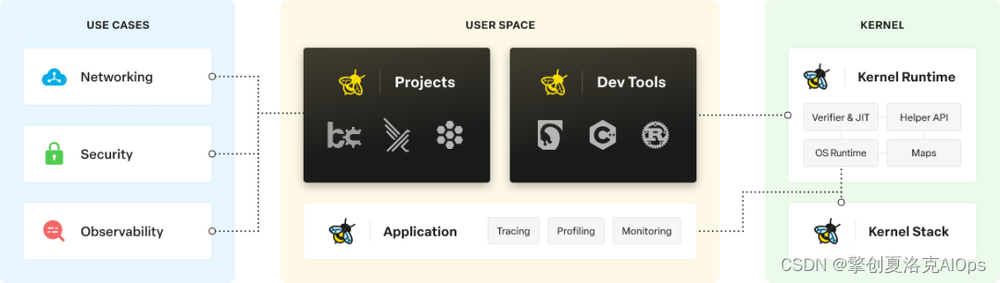 USE CASES
Networking
Security
Observability
USER SPACE
Projects
Dev Tools
Application
Tracing
Profiling
Monitoring
KERNEL
Kernel Runtime
Verifier & JIT
Helper API
OS Runtime
Maps
Kernel Stack
CSDN @擎创夏洛克AIOps